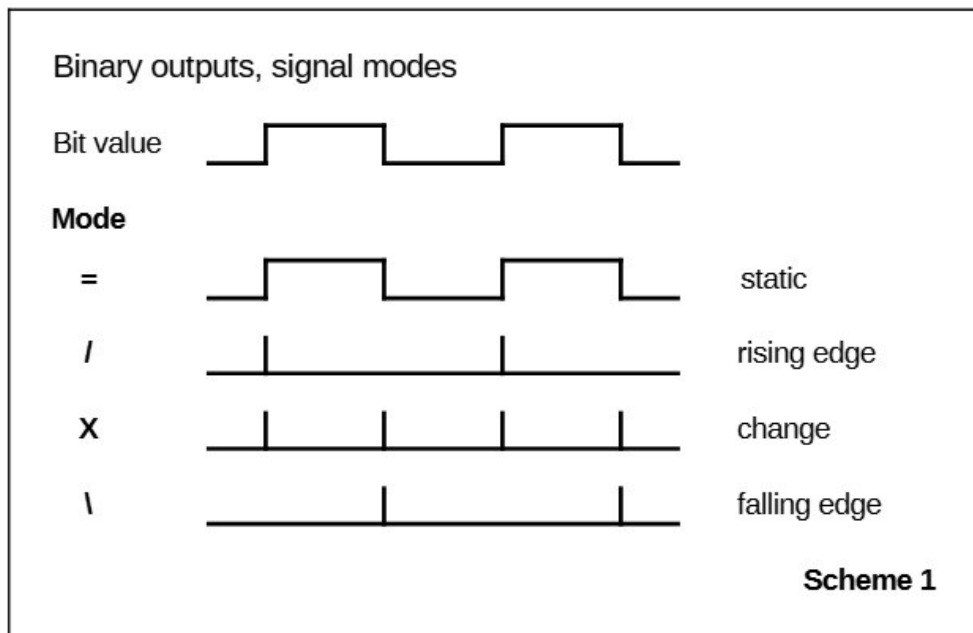 Binary outputs, signal modes
Bit value
Mode
= static
/ rising edge
X change
\ falling edge
Scheme 1